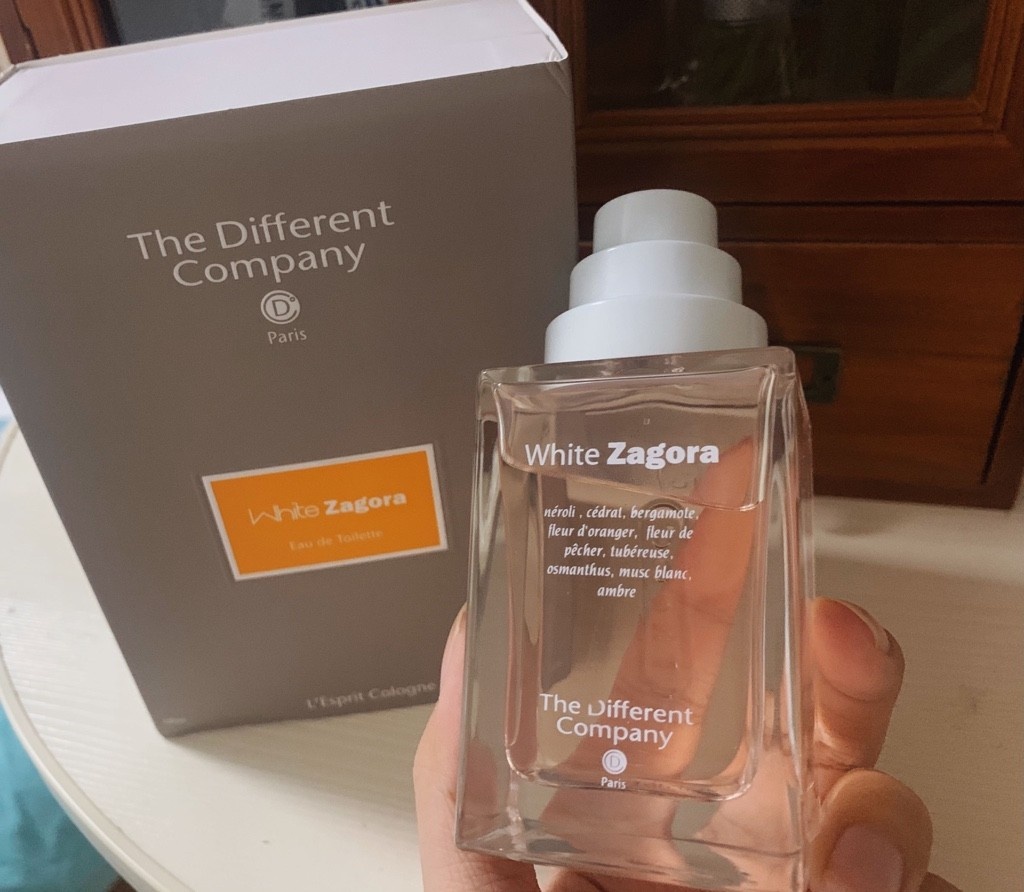 The Different
Company
D
Paris
White Zagora
Eau de Toilette
L'Esprit Cologne
White Zagora
néroli , cédrat, bergamote,
fleur d'oranger, fleur de
pêcher, tubéreuse,
osmanthus, musc blanc,
ambre
The Different
Company
D
Paris